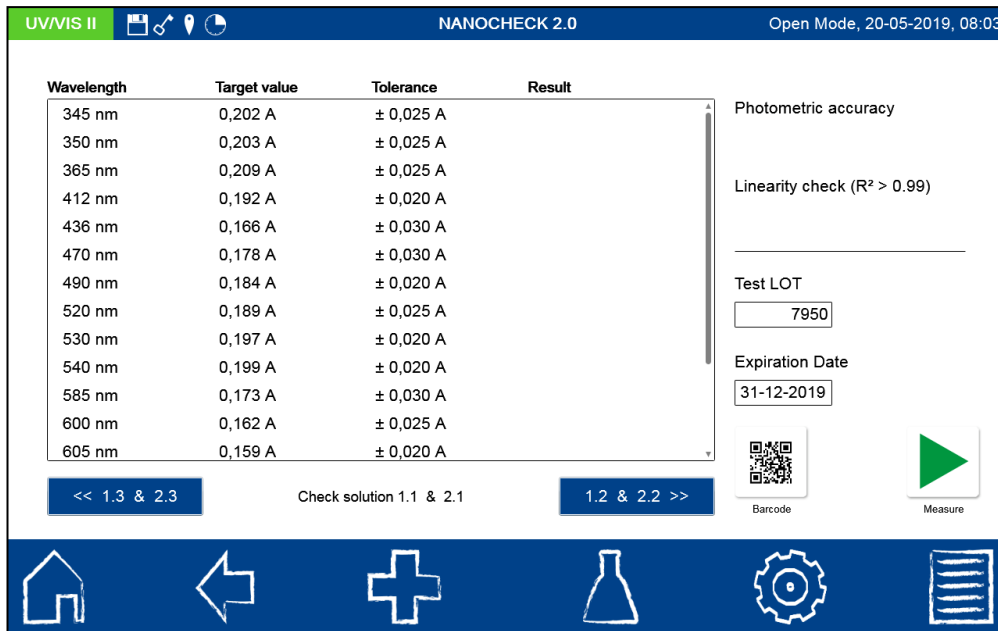 UV/VIS II NANOCHECK 2.0 Open Mode, 20-05-2019, 08:03
Wavelength Target value Tolerance Result
345 nm 0,202 A ± 0,025 A
350 nm 0,203 A ± 0,025 A
365 nm 0,209 A ± 0,025 A
412 nm 0,192 A ± 0,020 A
436 nm 0,166 A ± 0,030 A
470 nm 0,178 A ± 0,030 A
490 nm 0,184 A ± 0,020 A
520 nm 0,189 A ± 0,025 A
530 nm 0,197 A ± 0,020 A
540 nm 0,199 A ± 0,020 A
585 nm 0,173 A ± 0,030 A
600 nm 0,162 A ± 0,025 A
605 nm 0,159 A ± 0,020 A
<< 1.3 & 2.3 Check solution 1.1 & 2.1 1.2 & 2.2 >>
Photometric accuracy
Linearity check (R² > 0.99)
Test LOT
7950
Expiration Date
31-12-2019
Barcode Measure